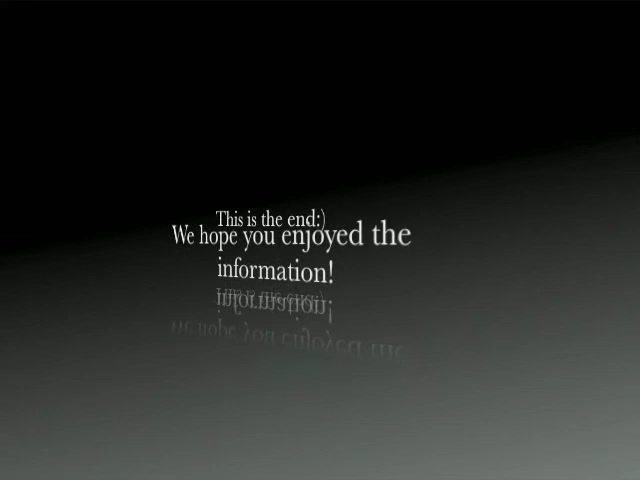 This is the end:)
We hope you enjoyed the
information!